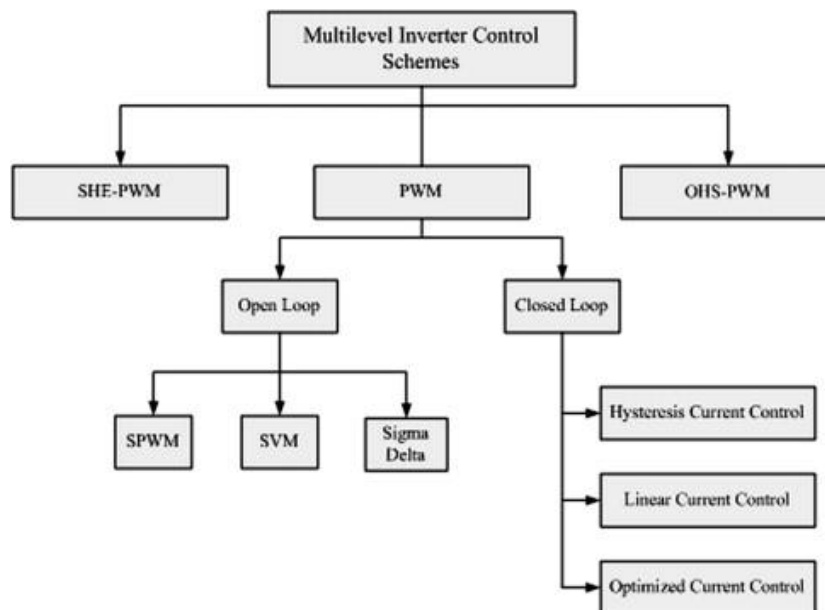 Multilevel Inverter Control
Schemes
SHE-PWM
PWM
OHS-PWM
Open Loop
Closed Loop
SPWM
SVM
Sigma
Delta
Hysteresis Current Control
Linear Current Control
Optimized Current Control